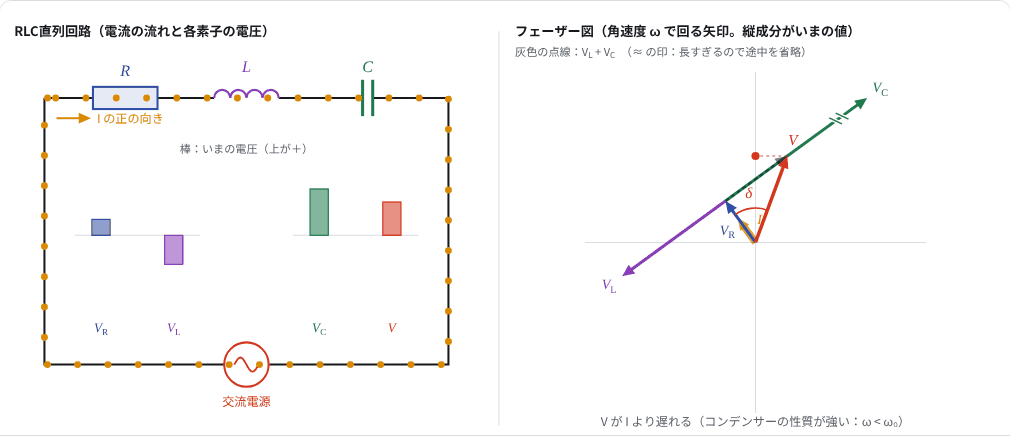 RLC直列回路（電流の流れと各素子の電圧）
R
L
C
I の正の向き
棒：いまの電圧（上が＋）
VR
VL
VC
V
交流電源
フェーザー図（角速度 ω で回る矢印。縦成分がいまの値）
灰色の点線：VL + VC （≈ の印：長すぎるので途中を省略）
VC
V
δ
I
VR
VL
V が I より遅れる（コンデンサーの性質が強い：ω < ω₀）